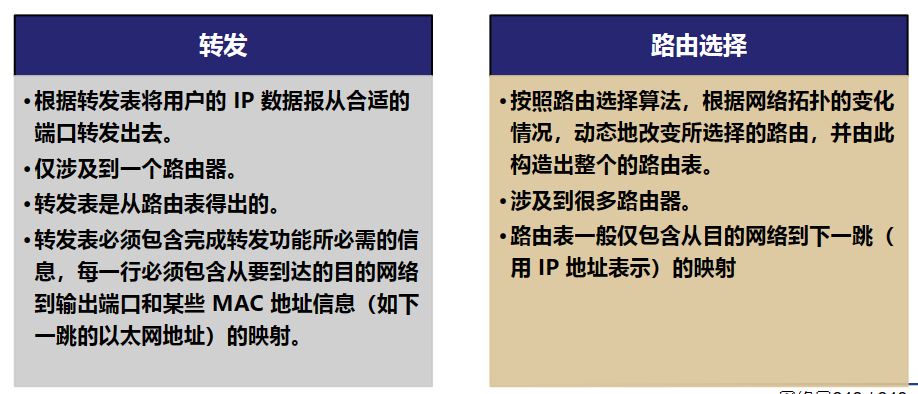 转发
•根据转发表将用户的 IP 数据报从合适的
端口转发出去。
•仅涉及到一个路由器。
•转发表是从路由表得出的。
•转发表必须包含完成转发功能所必需的信
息，每一行必须包含从要到达的目的网络
到输出端口和某些 MAC 地址信息（如下
一跳的以太网地址）的映射。
路由选择
•按照路由选择算法，根据网络拓扑的变化
情况，动态地改变所选择的路由，并由此
构造出整个的路由表。
•涉及到很多路由器。
•路由表一般仅包含从目的网络到下一跳（
用 IP 地址表示）的映射